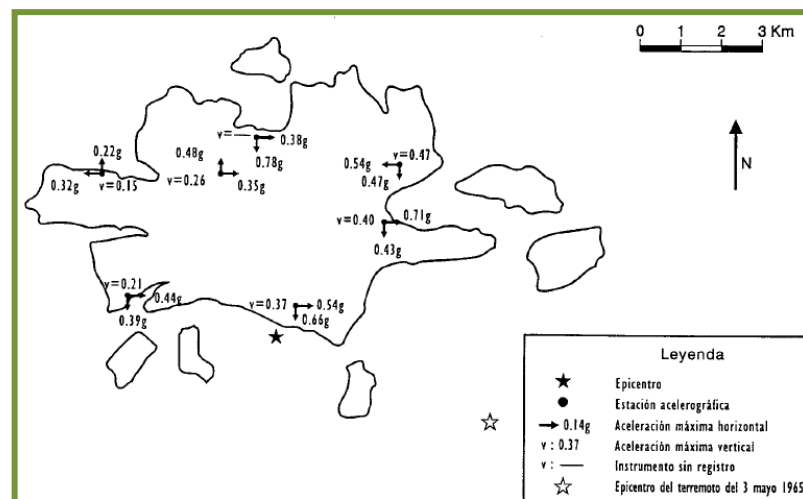 0 1 2 3 Km
N
v= 0.38g
0.78g
0.22g
0.32g
v=0.15
0.48g
v=0.26
0.35g
v=0.47
0.54g
0.47g
v=0.40
0.71g
0.43g
v=0.21
0.44g
0.39g
v=0.37
0.54g
0.66g
Leyenda
Epicentro
Estación acelerográfica
0.14g Aceleración máxima horizontal
v : 0.37 Aceleración máxima vertical
v : — Instrumento sin registro
Epicentro del terremoto del 3 mayo 1965